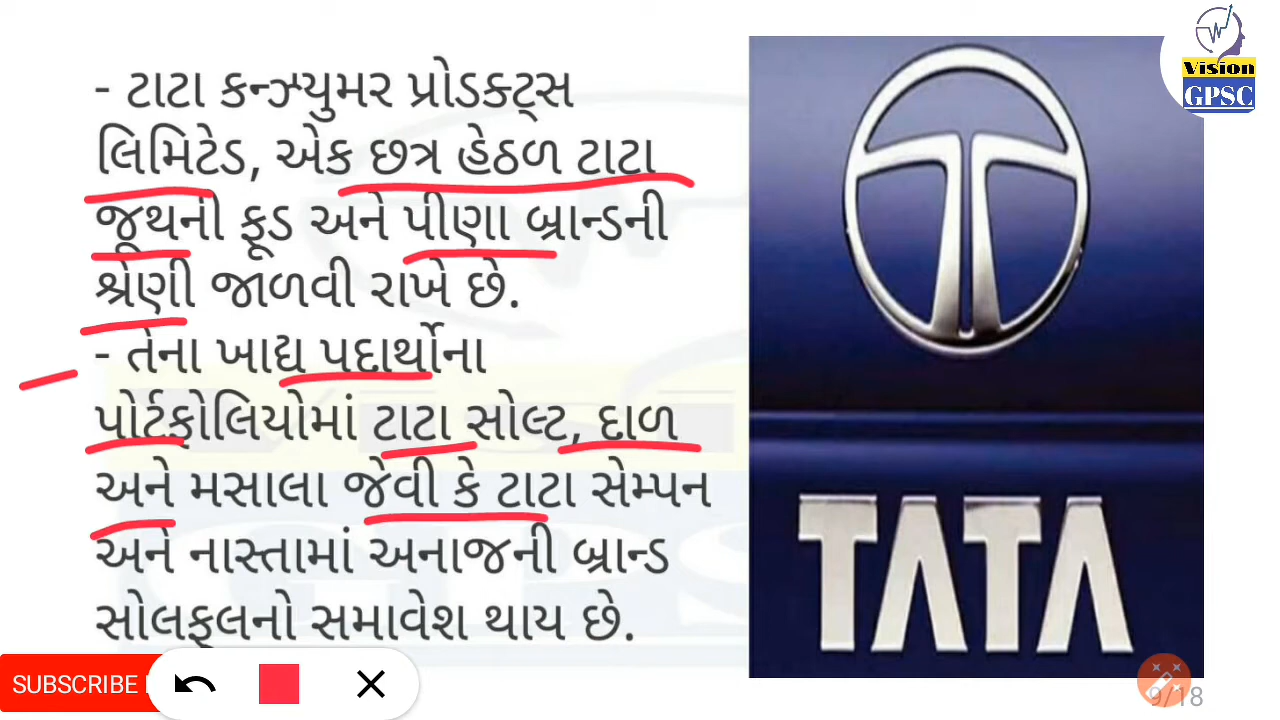 - ટાટા કન્ઝ્યુમર પ્રોડક્ટ્સ
લિમિટેડ, એક છત્ર હેઠળ ટાટા
જૂથની ફૂડ અને પીણા બ્રાન્ડની
શ્રેણી જાળવી રાખે છે.
- તેના ખાદ્ય પદાર્થોના
પોર્ટફોલિયોમાં ટાટા સોલ્ટ, દાળ
અને મસાલા જેવી કે ટાટા સેમ્પન
અને નાસ્તામાં અનાજની બ્રાન્ડ
સોલફુલનો સમાવેશ થાય છે.
TATA
Vision
GPSC
SUBSCRIBE
9/18